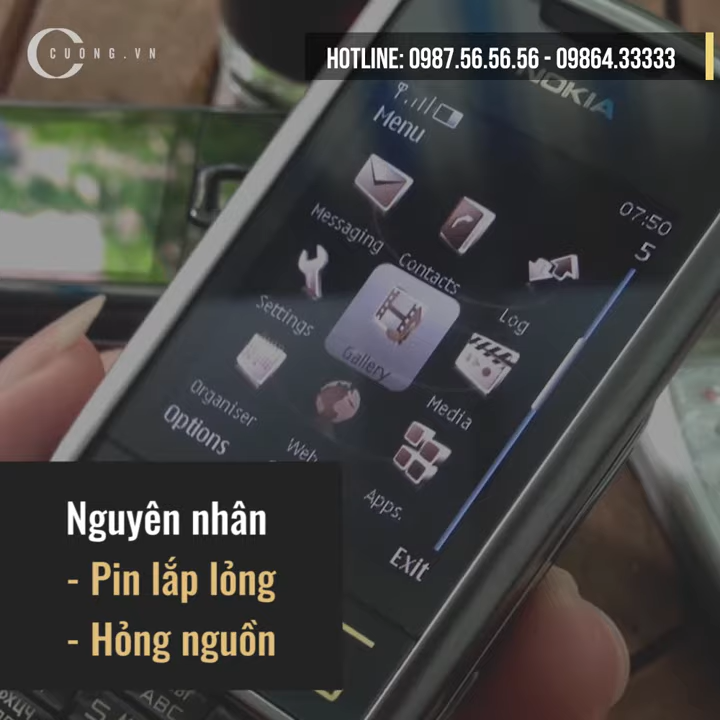 CUONG.VN
HOTLINE: 0987.56.56.56 - 09864.33333
NOKIA
Menu
07:50
5
Messaging
Contacts
Log
Settings
Gallery
Media
Organiser
Web
Apps.
Options
Exit
Nguyên nhân
- Pin lắp lỏng
- Hỏng nguồn
ABC